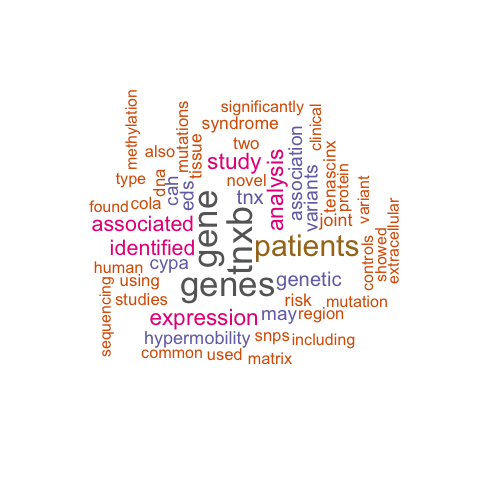 significantly
methylation
mutations
syndrome
clinical
also
tissue
two
study
analysis
association
variants
tenascinx
protein
type
dna
cah
eds
novel
tnx
variant
found
cola
associated
gene
tnxb
joint
extracellular
identified
patients
controls
showed
human
cypa
using
genes
genetic
sequencing
studies
risk
mutation
expression
may
region
hypermobility
snps
including
common
used
matrix